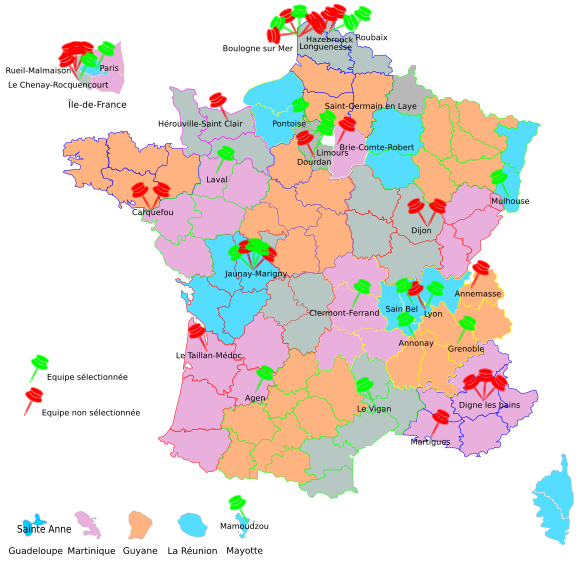 Roubaix
Hazebroock
Boulogne sur Mer
Longuenesse
Paris
Rueil-Malmaison
Le Chenay-Rocquencourt
Île-de-France
Saint-Germain en Laye
Hérouville-Saint Clair
Pontoise
Brie-Comte-Robert
Limours
Dourdan
Laval
Mulhouse
Carquefou
Dijon
Jaunay-Marigny
Annemasse
Sain Bel
Lyon
Clermont-Ferrand
Annonay
Grenoble
Le Taillan-Médoc
Equipe sélectionnée
Agen
Le Vigan
Digne les bains
Equipe non sélectionnée
Martigues
Sainte Anne
Mamoudzou
Guadeloupe Martinique Guyane La Réunion Mayotte